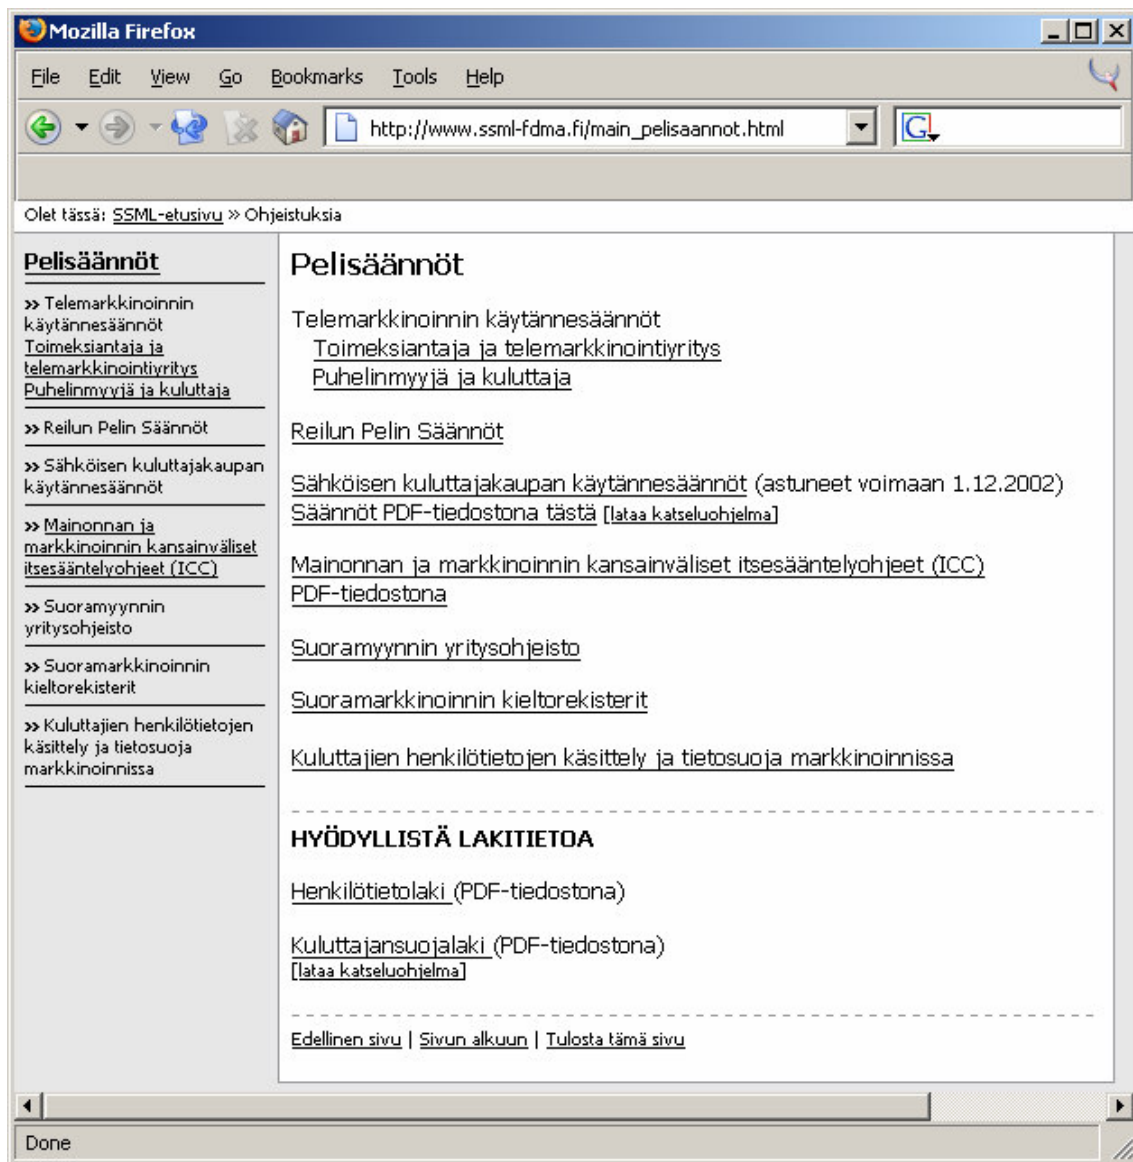 Mozilla Firefox
File Edit View Go Bookmarks Tools Help
http://www.ssml-fdma.fi/main_pelisaannot.html
G
Olet tässä: SSML-etusivu » Ohjeistuksia
Pelisäännöt
» Telemarkkinoinnin
käytännesäännöt
Toimeksiantaja ja
telemarkkinointiyritys
Puhelinmyyjä ja kuluttaja
» Reilun Pelin Säännöt
» Sähköisen kuluttajakaupan
käytännesäännöt
» Mainonnan ja
markkinoinnin kansainväliset
itsesääntelyohjeet (ICC)
» Suoramyynnin
yritysohjeisto
» Suoramarkkinoinnin
kieltorekisterit
» Kuluttajien henkilötietojen
käsittely ja tietosuoja
markkinoinnissa
Pelisäännöt
Telemarkkinoinnin käytännesäännöt
Toimeksiantaja ja telemarkkinointiyritys
Puhelinmyyjä ja kuluttaja
Reilun Pelin Säännöt
Sähköisen kuluttajakaupan käytännesäännöt (astuneet voimaan 1.12.2002)
Säännöt PDF-tiedostona tästä [lataa katseluohjelma]
Mainonnan ja markkinoinnin kansainväliset itsesääntelyohjeet (ICC)
PDF-tiedostona
Suoramyynnin yritysohjeisto
Suoramarkkinoinnin kieltorekisterit
Kuluttajien henkilötietojen käsittely ja tietosuoja markkinoinnissa
HYÖDYLLISTÄ LAKITIETOA
Henkilötietolaki (PDF-tiedostona)
Kuluttajansuojalaki (PDF-tiedostona)
[lataa katseluohjelma]
Edellinen sivu | Sivun alkuun | Tulosta tämä sivu
Done